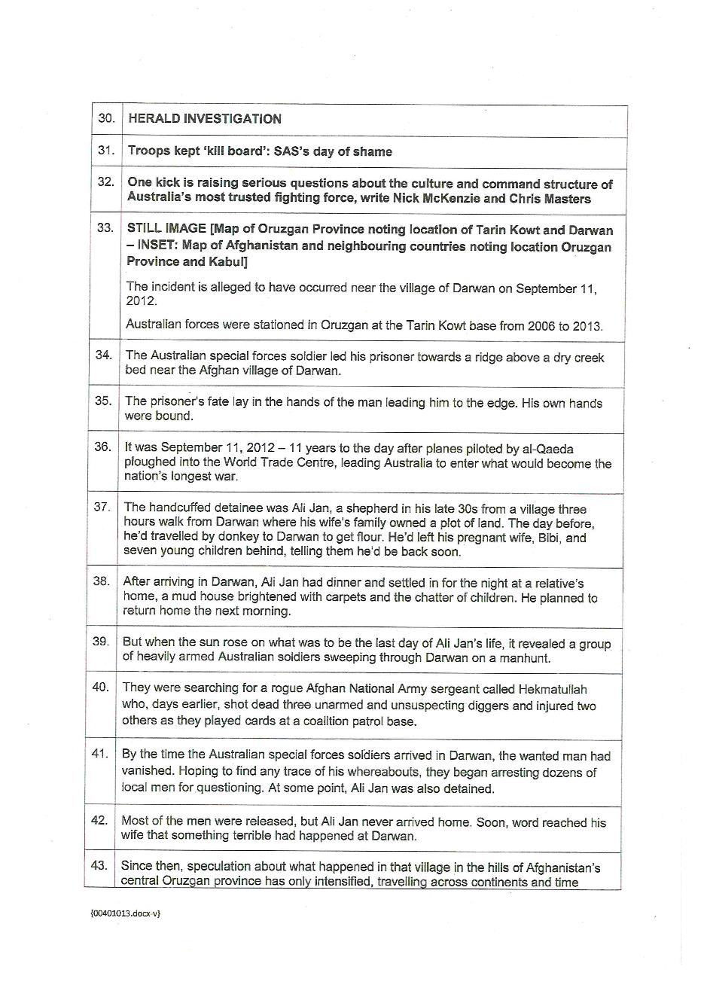 30. HERALD INVESTIGATION
31. Troops kept ‘kill board’: SAS’s day of shame
32. One kick is raising serious questions about the culture and command structure of
Australia’s most trusted fighting force, write Nick McKenzie and Chris Masters
33. STILL IMAGE [Map of Oruzgan Province noting location of Tarin Kowt and Darwan
– INSET: Map of Afghanistan and neighbouring countries noting location Oruzgan
Province and Kabul]
The incident is alleged to have occurred near the village of Darwan on September 11,
2012.
Australian forces were stationed in Oruzgan at the Tarin Kowt base from 2006 to 2013.
34. The Australian special forces soldier led his prisoner towards a ridge above a dry creek
bed near the Afghan village of Darwan.
35. The prisoner's fate lay in the hands of the man leading him to the edge. His own hands
were bound.
36. It was September 11, 2012 – 11 years to the day after planes piloted by al-Qaeda
ploughed into the World Trade Centre, leading Australia to enter what would become the
nation's longest war.
37. The handcuffed detainee was Ali Jan, a shepherd in his late 30s from a village three
hours walk from Darwan where his wife's family owned a plot of land. The day before,
he'd travelled by donkey to Darwan to get flour. He'd left his pregnant wife, Bibi, and
seven young children behind, telling them he'd be back soon.
38. After arriving in Darwan, Ali Jan had dinner and settled in for the night at a relative's
home, a mud house brightened with carpets and the chatter of children. He planned to
return home the next morning.
39. But when the sun rose on what was to be the last day of Ali Jan's life, it revealed a group
of heavily armed Australian soldiers sweeping through Darwan on a manhunt.
40. They were searching for a rogue Afghan National Army sergeant called Hekmatullah
who, days earlier, shot dead three unarmed and unsuspecting diggers and injured two
others as they played cards at a coalition patrol base.
41. By the time the Australian special forces soldiers arrived in Darwan, the wanted man had
vanished. Hoping to find any trace of his whereabouts, they began arresting dozens of
local men for questioning. At some point, Ali Jan was also detained.
42. Most of the men were released, but Ali Jan never arrived home. Soon, word reached his
wife that something terrible had happened at Darwan.
43. Since then, speculation about what happened in that village in the hills of Afghanistan's
central Oruzgan province has only intensified, travelling across continents and time
{00401013.docx-v}